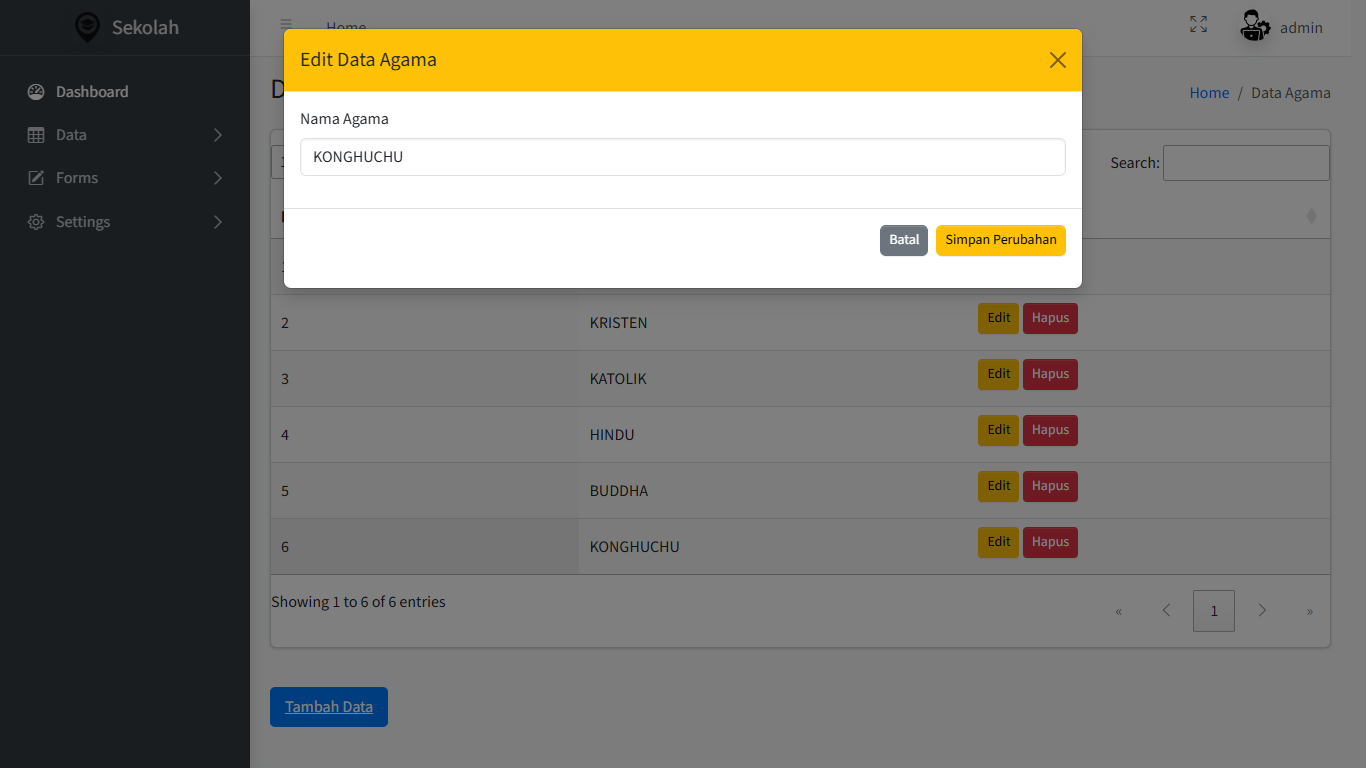 Sekolah
Home
admin
Edit Data Agama
Home / Data Agama
Dashboard
Data
Forms
Settings
Nama Agama
KONGHUCHU
Search:
Batal Simpan Perubahan
2 KRISTEN Edit Hapus
3 KATOLIK Edit Hapus
4 HINDU Edit Hapus
5 BUDDHA Edit Hapus
6 KONGHUCHU Edit Hapus
Showing 1 to 6 of 6 entries
« 1 »
Tambah Data